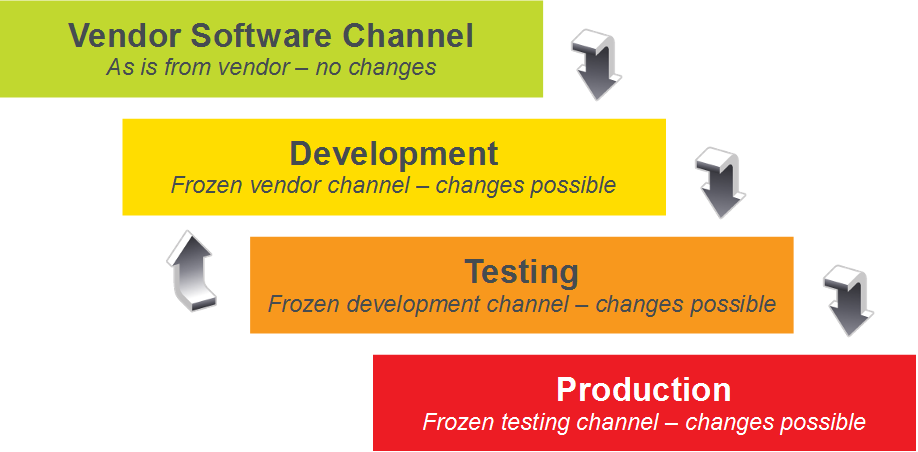 Vendor Software Channel
As is from vendor – no changes
Development
Frozen vendor channel – changes possible
Testing
Frozen development channel – changes possible
Production
Frozen testing channel – changes possible